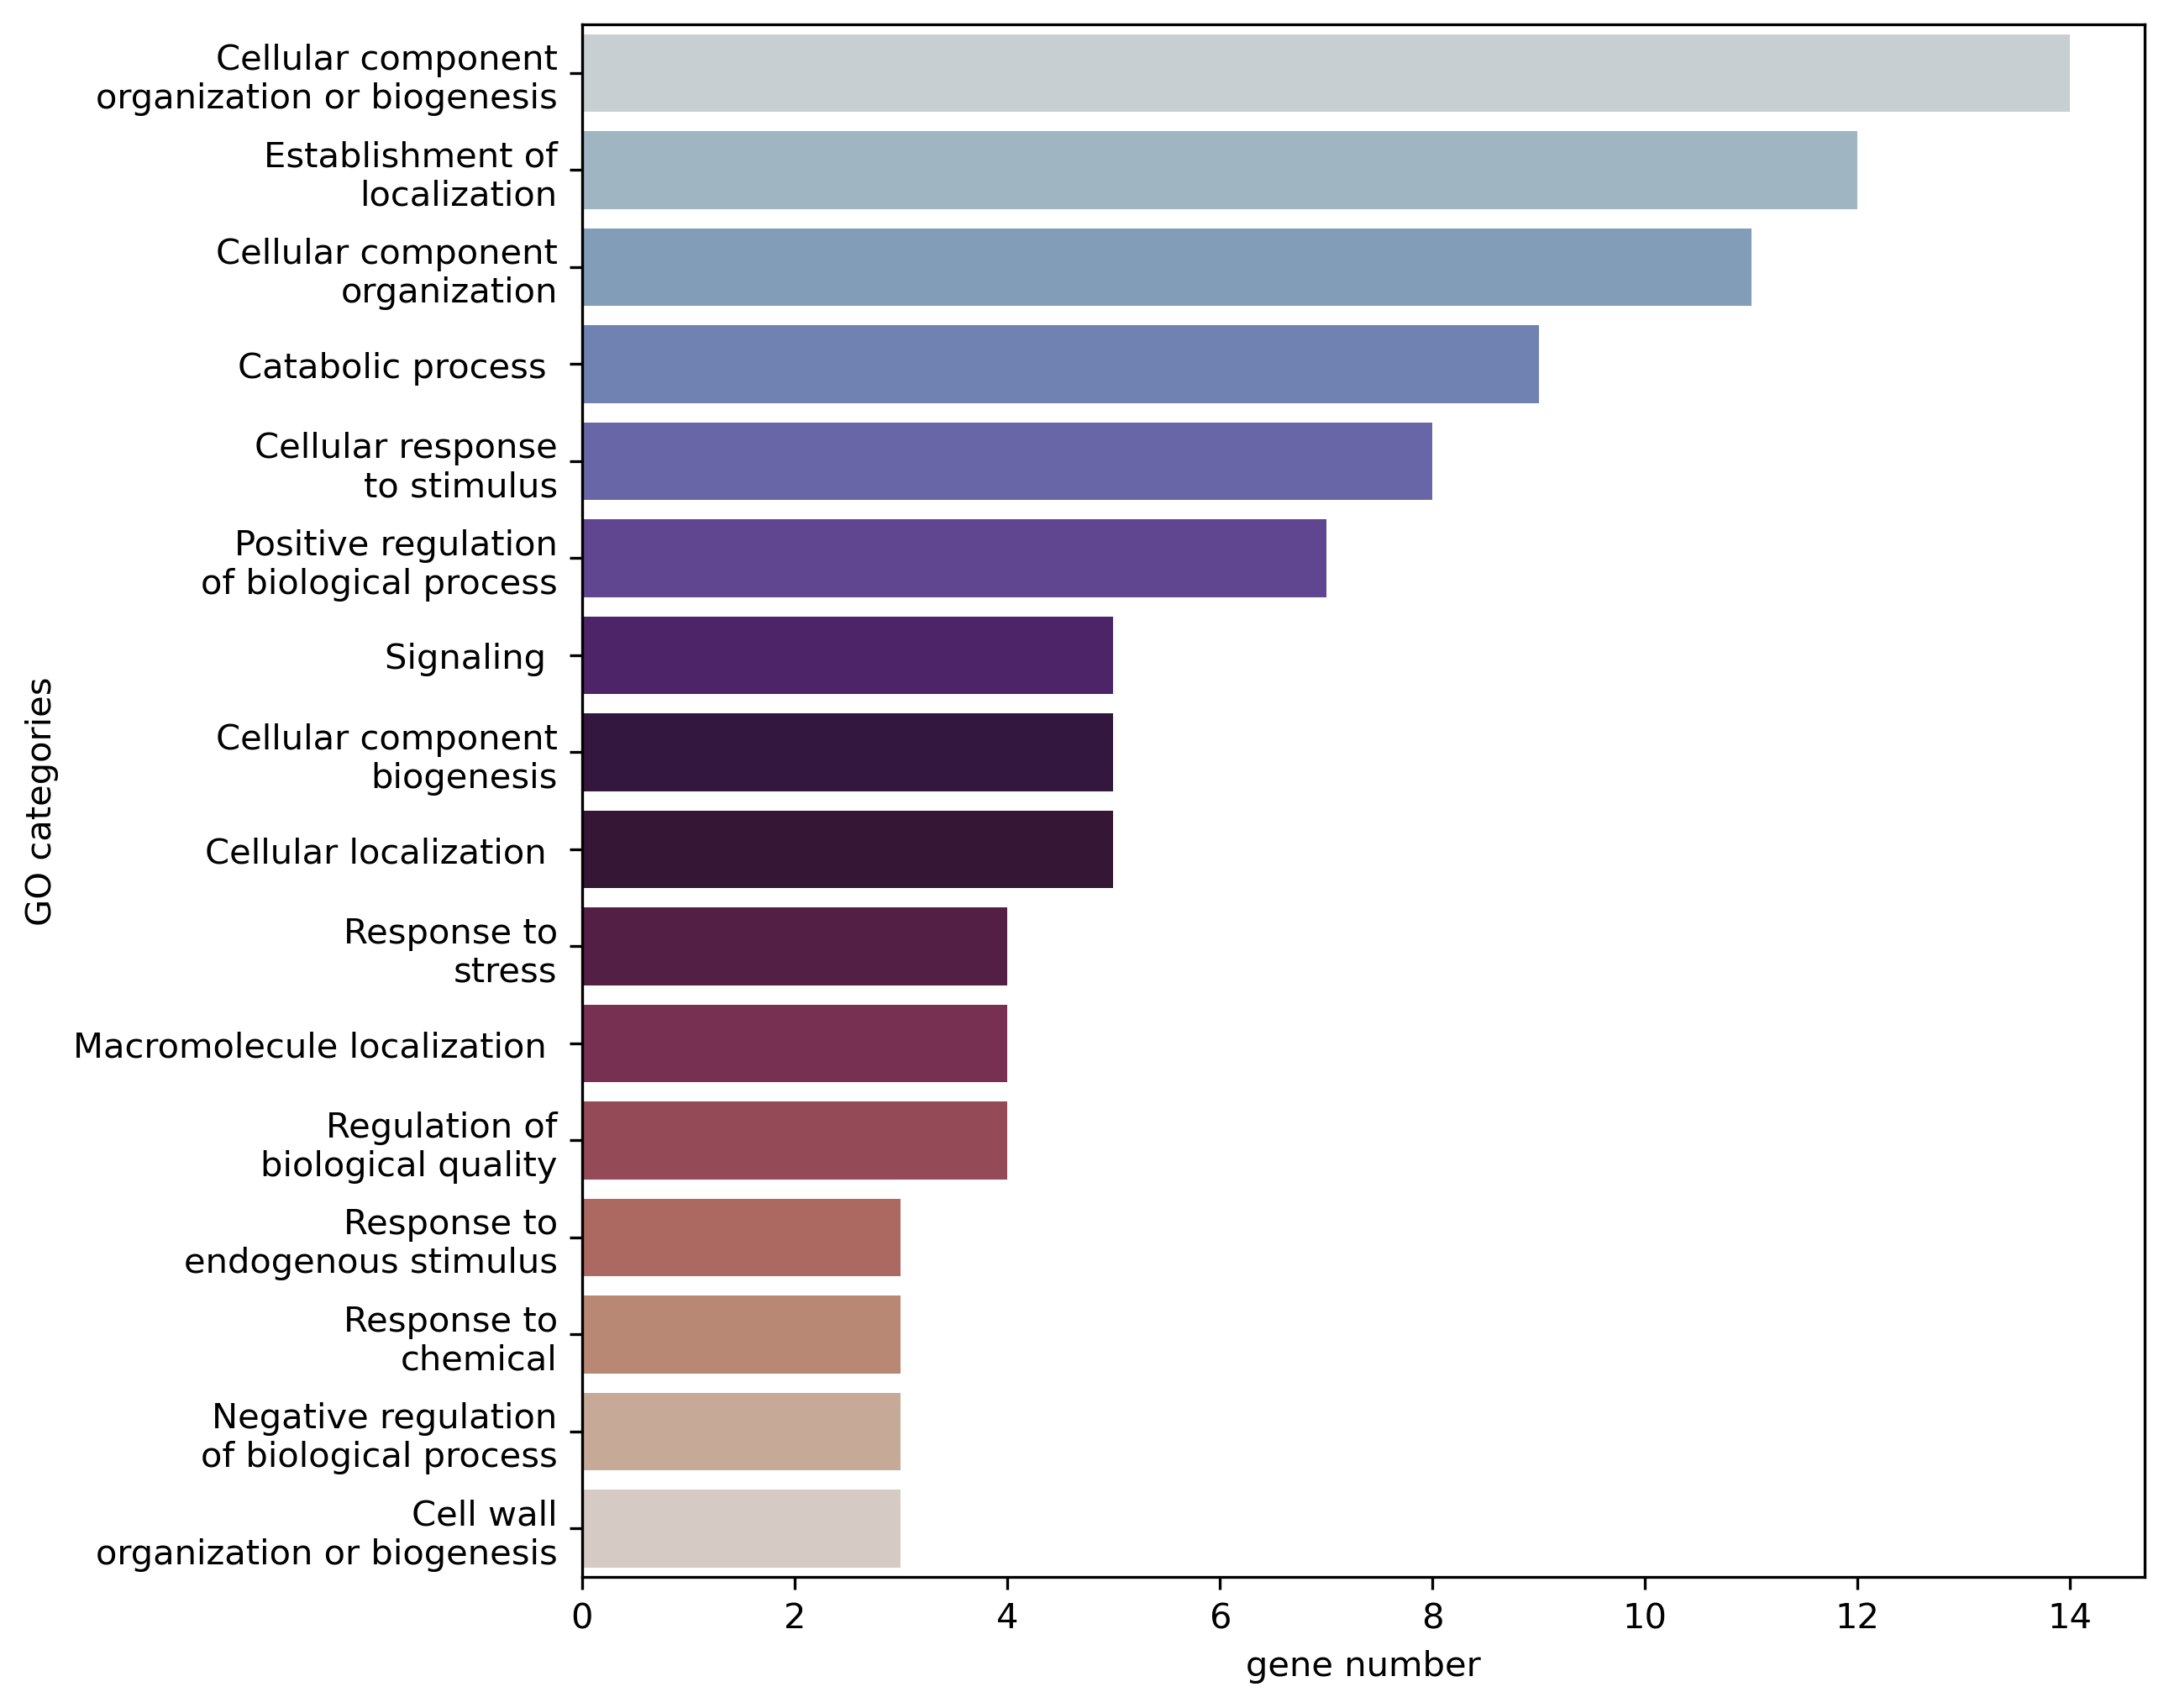 Cellular component
organization or biogenesis
Establishment of
localization
Cellular component
organization
Catabolic process
Cellular response
to stimulus
Positive regulation
of biological process
Signaling
Cellular component
biogenesis
Cellular localization
Response to
stress
Macromolecule localization
Regulation of
biological quality
Response to
endogenous stimulus
Response to
chemical
Negative regulation
of biological process
Cell wall
organization or biogenesis
GO categories
0 2 4 6 8 10 12 14
gene number